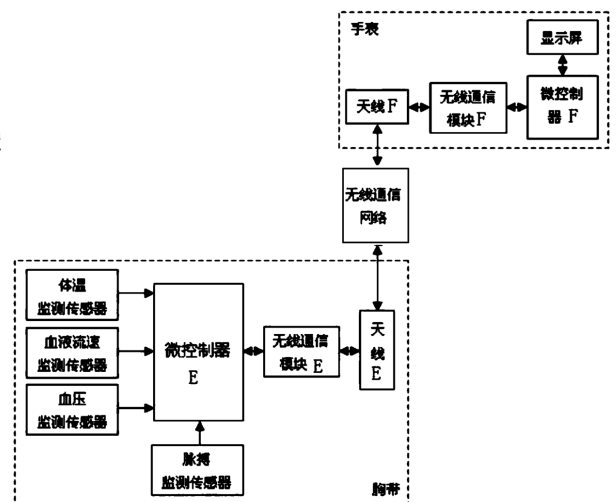 手表
显示屏
天线F
无线通信
模块F
微控制
器 F
无线通信
网络
体温
监测传感器
血液流速
监测传感器
血压
监测传感器
微控制器
E
无线通信
模块 E
天
线
E
脉搏
监测传感器
胸带